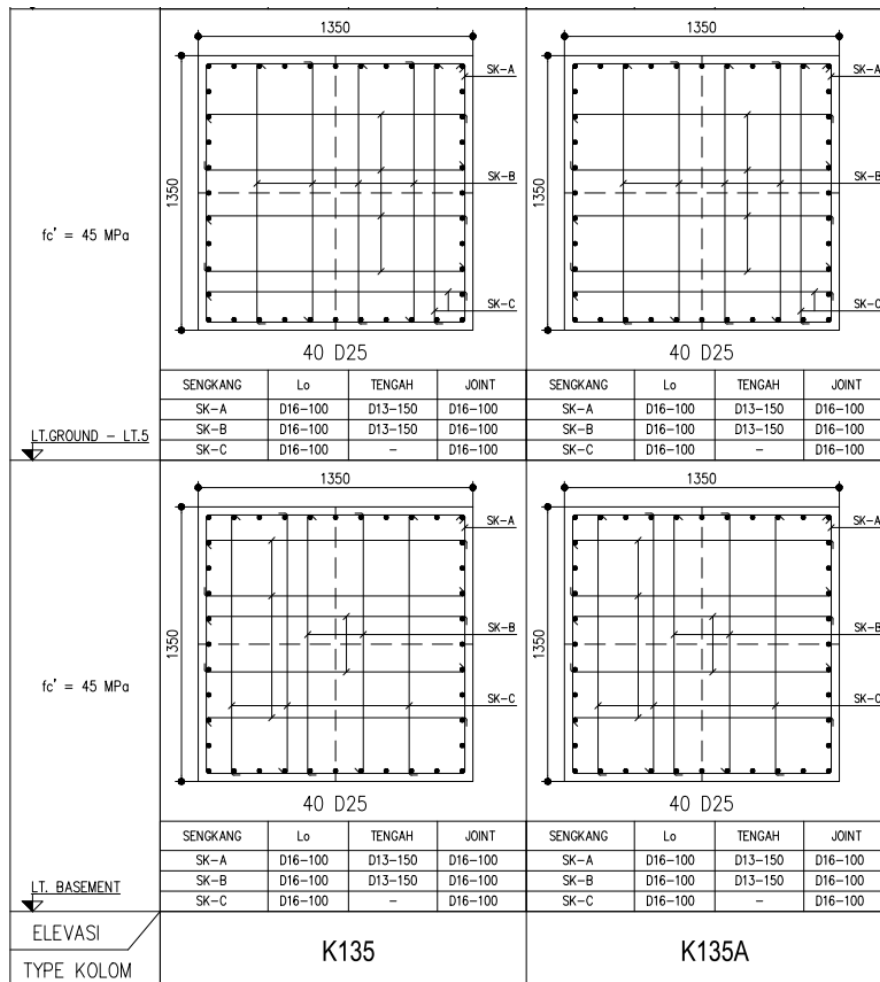 1350 1350
SK-A SK-A
1350 1350
SK-B SK-B
fc' = 45 MPa
SK-C SK-C
40 D25 40 D25
SENGKANG Lo TENGAH JOINT SENGKANG Lo TENGAH JOINT
SK-A D16-100 D13-150 D16-100 SK-A D16-100 D13-150 D16-100
SK-B D16-100 D13-150 D16-100 SK-B D16-100 D13-150 D16-100
LT.GROUND - LT.5
SK-C D16-100 - D16-100 SK-C D16-100 - D16-100
1350 1350
SK-A SK-A
1350 1350
SK-B SK-B
fc' = 45 MPa
SK-C SK-C
40 D25 40 D25
SENGKANG Lo TENGAH JOINT SENGKANG Lo TENGAH JOINT
SK-A D16-100 D13-150 D16-100 SK-A D16-100 D13-150 D16-100
SK-B D16-100 D13-150 D16-100 SK-B D16-100 D13-150 D16-100
LT. BASEMENT
SK-C D16-100 - D16-100 SK-C D16-100 - D16-100
ELEVASI
K135 K135A
TYPE KOLOM